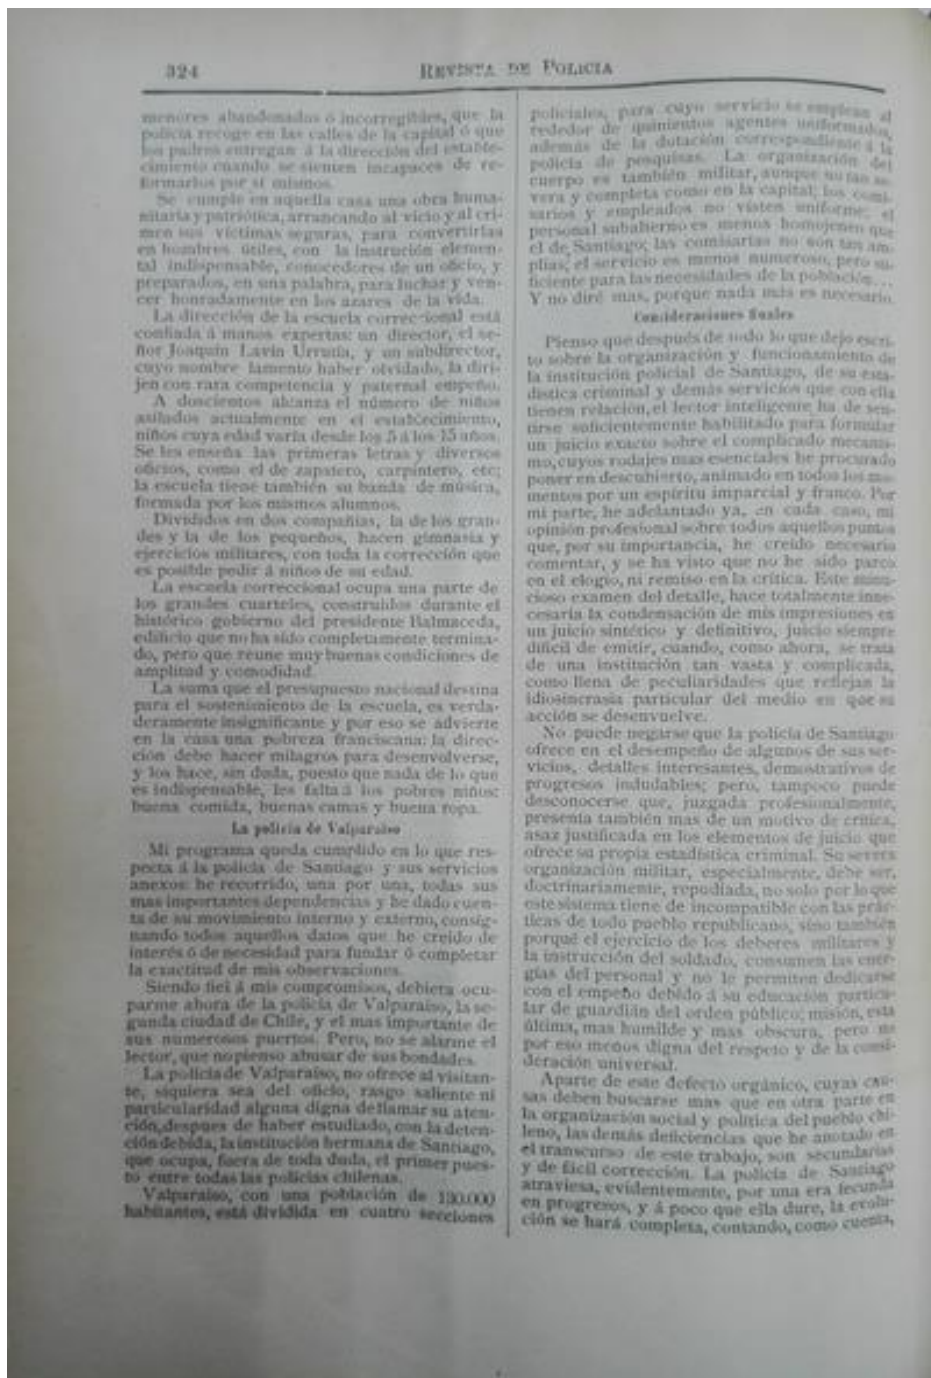 324
REVISTA DE POLICIA
menores abandonados ó incorregibles, que la
policía recoge en las calles de la capital ó que
los padres entregan á la dirección del estable-
cimiento cuando se sienten incapaces de re-
formarlos por sí mismos.
Se cumple en aquella casa una obra huma-
nitaria y patriótica, arrancando al vicio y al crí-
men sus víctimas seguras, para convertirlas
en hombres útiles, con la instrución elemen-
tal indispensable, conocedores de un oficio, y
preparados, en una palabra, para luchar y ven-
cer honradamente en los azares de la vida.
La dirección de la escuela correccional está
confiada á manos expertas: un director, el se-
ñor Joaquín Lavin Urrutia, y un subdirector,
cuyo nombre lamento haber olvidado, la diri-
jen con rara competencia y paternal empeño.
A doscientos alcanza el número de niños
asilados actualmente en el establecimiento,
niños cuya edad varía desde los 5 á los 15 años.
Se les enseña las primeras letras y diversos
oficios, como el de zapatero, carpintero, etc;
la escuela tiene también su banda de música,
formada por los mismos alumnos.
Divididos en dos compañías, la de los gran-
des y la de los pequeños, hacen gimnasia y
ejercicios militares, con toda la corrección que
es posible pedir á niños de su edad.
La escuela correccional ocupa una parte de
los grandes cuarteles, construídos durante el
histórico gobierno del presidente Balmaceda,
edificio que no ha sido completamente termina-
do, pero que reune muy buenas condiciones de
amplitud y comodidad.
La suma que el presupuesto nacional destina
para el sostenimiento de la escuela, es verda-
deramente insignificante y por eso se advierte
en la casa una pobreza franciscana; la direc-
ción debe hacer milagros para desenvolverse,
y los hace, sin duda, puesto que nada de lo que
es indispensable, les falta á los pobres niños:
buena comida, buenas camas y buena ropa.
La policía de Valparaíso
Mi programa queda cumplido en lo que res-
pecta á la policía de Santiago y sus servicios
anexos: he recorrido, una por una, todas sus
mas importantes dependencias y he dado cuen-
ta de su movimiento interno y externo, consig-
nando todos aquellos datos que he creido de
interés ó de necesidad para fundar ó completar
la exactitud de mis observaciones.
Siendo fiel á mis compromisos, debiera ocu-
parme ahora de la policía de Valparaíso, la se-
gunda ciudad de Chile, y el mas importante de
sus numerosos puertos. Pero, no se alarme el
lector, que no pienso abusar de sus bondades.
La policía de Valparaíso, no ofrece al visitan-
te, siquiera sea del oficio, rasgo saliente ni
particularidad alguna digna de llamar su aten-
ción, despues de haber estudiado, con la deten-
ción debida, la institución hermana de Santiago,
que ocupa, fuera de toda duda, el primer pues-
to entre todas las policías chilenas.
Valparaíso, con una población de 130.000
habitantes, está dividida en cuatro secciones
policiales, para cuyo servicio se emplean al
rededor de quinientos agentes uniformados,
además de la dotación correspondiente á la
policía de pesquisas. La organización del
cuerpo es también militar, aunque no tan se-
vera y completa como en la capital; los comi-
sarios y empleados no visten uniforme; el
personal subalterno es menos homojeneo que
el de Santiago; las comisarías no son tan am-
plias; el servicio es menos numeroso, pero su-
ficiente para las necesidades de la población...
Y no diré mas, porque nada más es necesario.
Consideraciones finales
Pienso que después de todo lo que dejo escri-
to sobre la organización y funcionamiento de
la institución policial de Santiago, de su esta-
dística criminal y demás servicios que con ella
tienen relación, el lector inteligente ha de sen-
tirse suficientemente habilitado para formular
un juicio exacto sobre el complicado mecanis-
mo, cuyos rodajes mas esenciales he procurado
poner en descubierto, animado en todos los mo-
mentos por un espíritu imparcial y franco. Por
mi parte, he adelantado ya, en cada caso, mi
opinión profesional sobre todos aquellos puntos
que, por su importancia, he creído necesario
comentar, y se ha visto que no he sido parco
en el elogio, ni remiso en la crítica. Este minu-
cioso examen del detalle, hace totalmente inne-
cesaria la condensación de mis impresiones en
un juicio sintético y definitivo, juicio siempre
difícil de emitir, cuando, como ahora, se trata
de una institución tan vasta y complicada,
como llena de peculiaridades que reflejan la
idiosincrasia particular del medio en que su
acción se desenvuelve.
No puede negarse que la policía de Santiago
ofrece en el desempeño de algunos de sus ser-
vicios, detalles interesantes, demostrativos de
progresos indudables; pero, tampoco puede
desconocerse que, juzgada profesionalmente,
presenta también mas de un motivo de crítica,
asaz justificada en los elementos de juicio que
ofrece su propia estadística criminal. Su severa
organización militar, especialmente, debe ser,
doctrinariamente, repudiada, no solo por lo que
este sistema tiene de incompatible con las prác-
ticas de todo pueblo republicano, sino también
porqué el ejercicio de los deberes militares y
la instrucción del soldado, consumen las ener-
gías del personal y no le permiten dedicarse
con el empeño debido á su educación particu-
lar de guardián del orden público; misión, esta
última, mas humilde y mas obscura, pero no
por eso menos digna del respeto y de la consi-
deración universal.
Aparte de este defecto orgánico, cuyas cau-
sas deben buscarse mas que en otra parte en
la organización social y política del pueblo chi-
leno, las demás deficiencias que he anotado en
el transcurso de este trabajo, son secundarias
y de fácil corrección. La policía de Santiago
atraviesa, evidentemente, por una era fecunda
en progresos, y á poco que ella dure, la evolu-
ción se hará completa, contando, como cuenta,